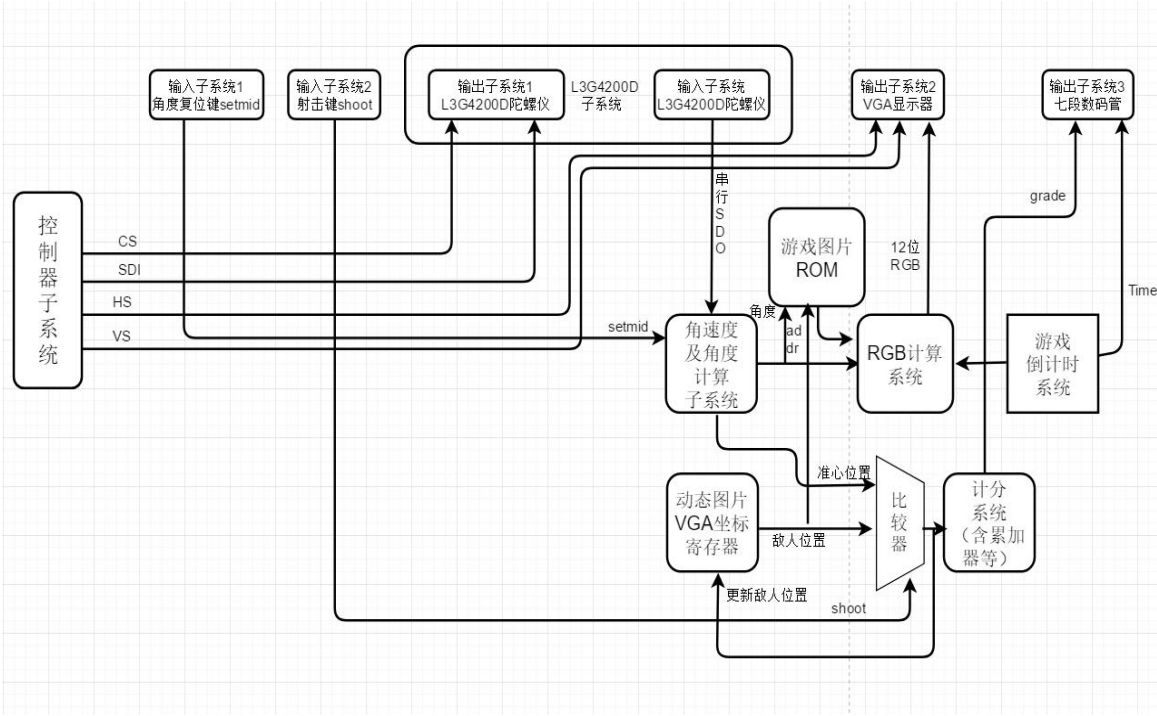 输入子系统1
角度复位键setmid
输入子系统2
射击键shoot
输出子系统1
L3G4200D陀螺仪
L3G4200D
子系统
输入子系统
L3G4200D陀螺仪
输出子系统2
VGA显示器
输出子系统3
七段数码管
控
制
器
子
系
统
CS
SDI
HS
VS
串
行
S
D
O
游戏图片
ROM
12位
RGB
grade
Time
setmid
角速度
及角度
计算
子系统
角度
ad
dr
RGB计算
系统
游戏
倒计时
系统
准心位置
动态图片
VGA坐标
寄存器
敌人位置
比
较
器
计分
系统
（含累加
器等）
更新敌人位置
shoot